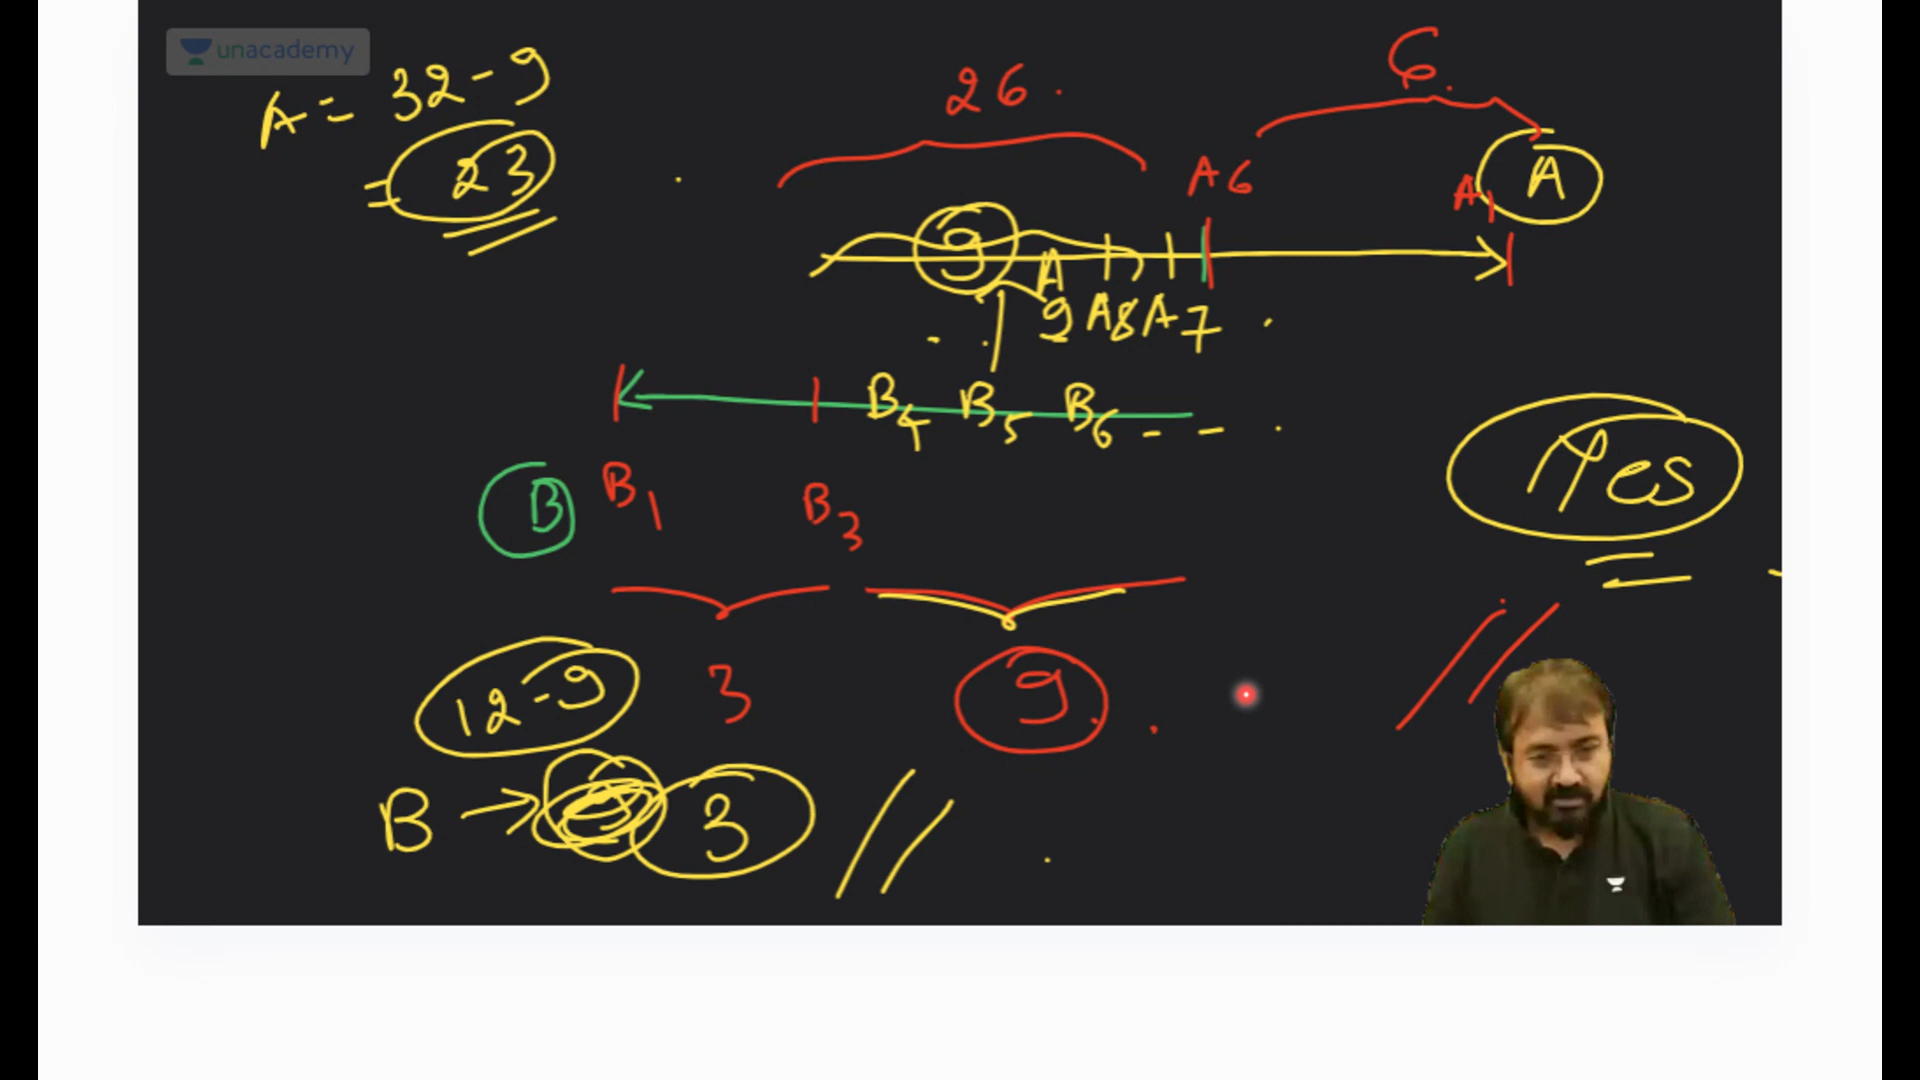 unacademy
A = 32 - 9
= 23
26.
6.
A6
A1
A
9
A9 A8 A7
B4 B5 B6 - - .
B
B1
B3
Yes
12-9
3
9.
B → 3